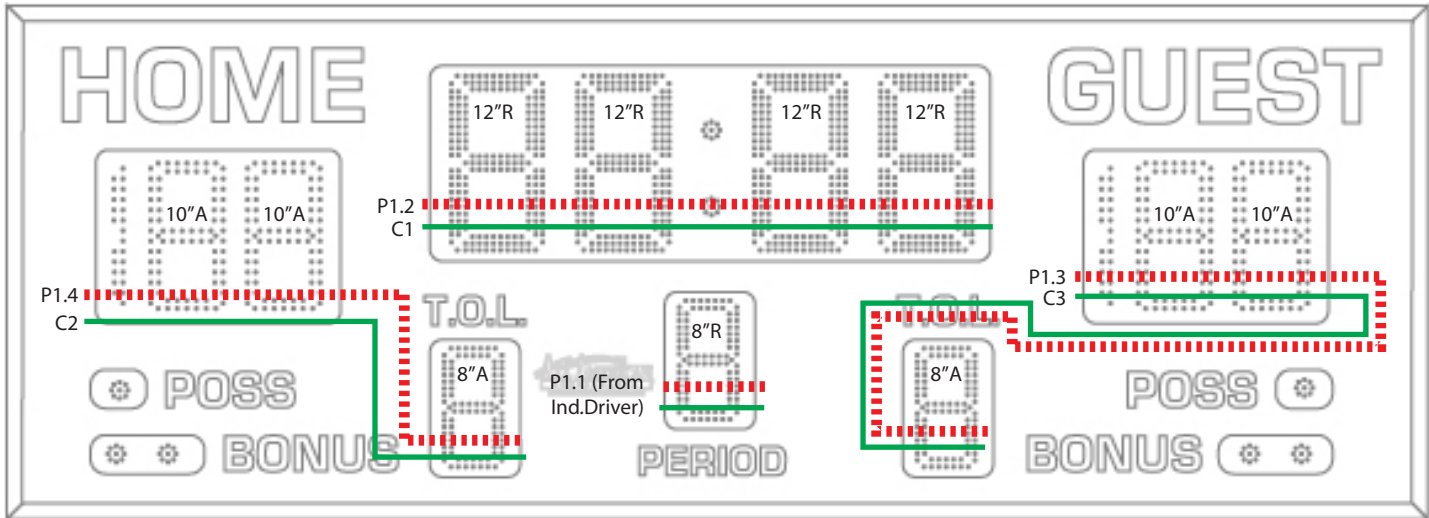 HOME
GUEST
12”R 12”R 12”R 12”R
10”A 10”A
10”A 10”A
P1.2
C1
P1.4
C2
P1.3
C3
T.O.L.
T.O.L.
8”R
8”A
P1.1 (From
Ind.Driver)
8”A
POSS
POSS
BONUS
PERIOD
BONUS